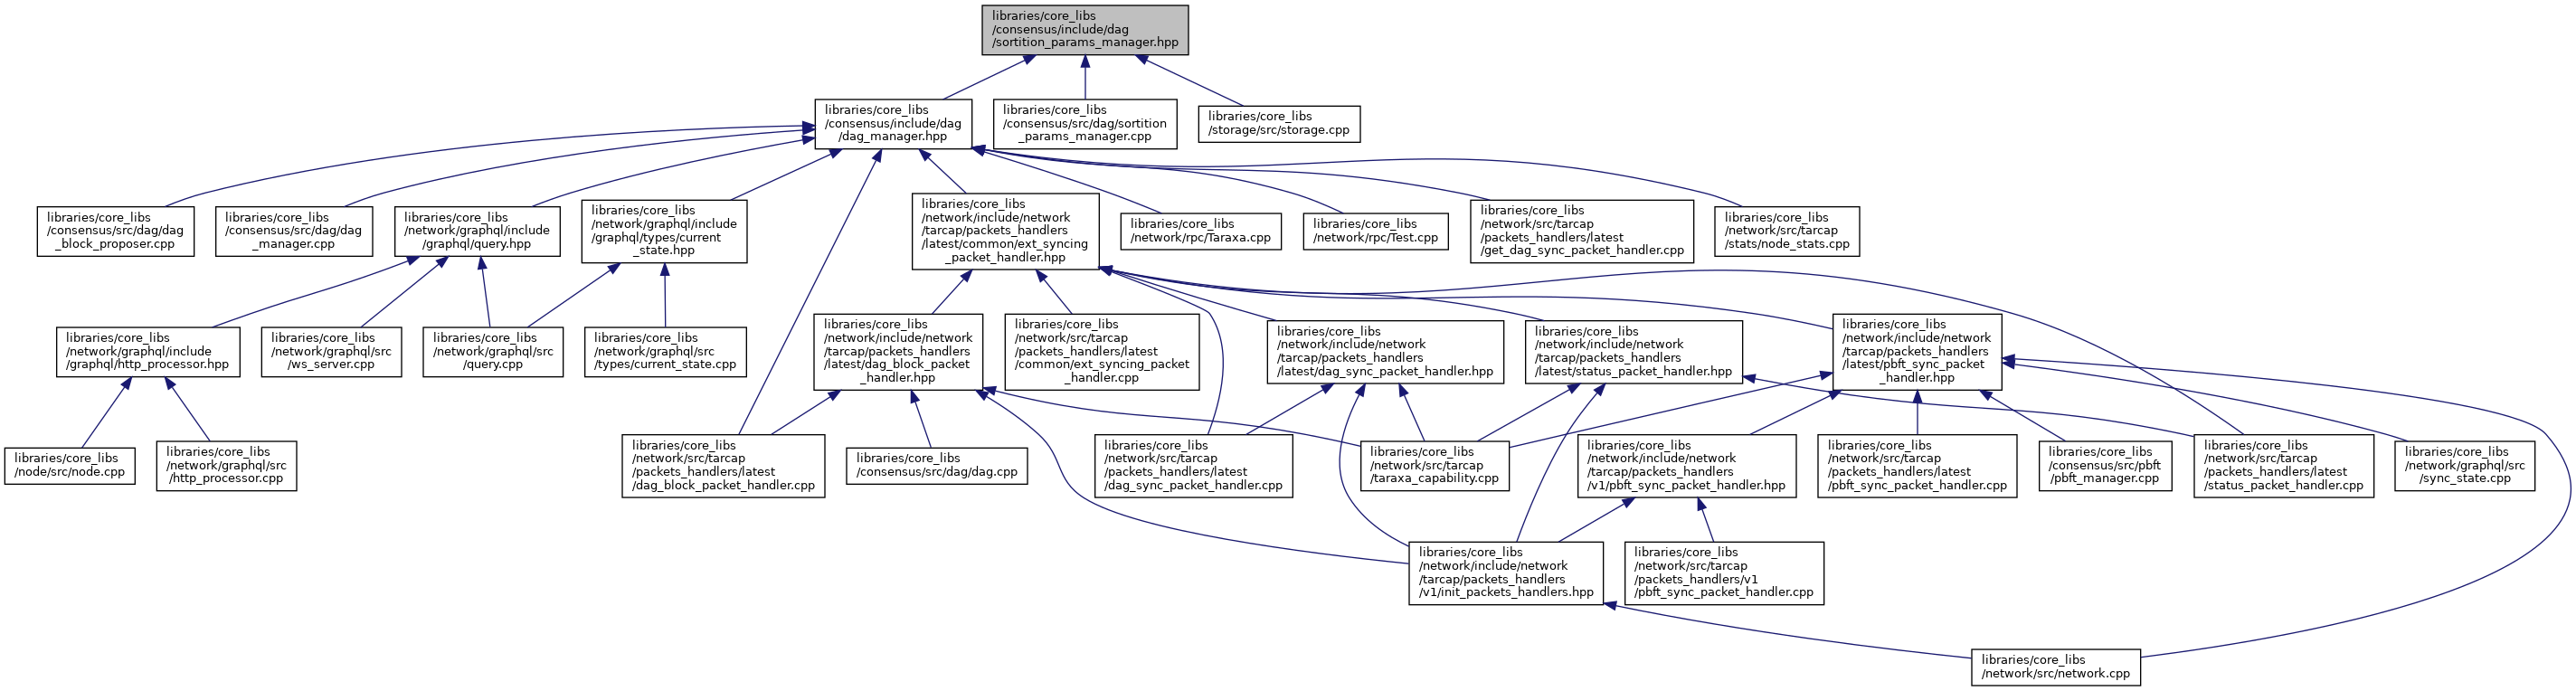 libraries/core_libs
/consensus/include/dag
/sortition_params_manager.hpp
libraries/core_libs
/consensus/include/dag
/dag_manager.hpp
libraries/core_libs
/consensus/src/dag/sortition
_params_manager.cpp
libraries/core_libs
/storage/src/storage.cpp
libraries/core_libs
/consensus/src/dag/dag
_block_proposer.cpp
libraries/core_libs
/consensus/src/dag/dag
_manager.cpp
libraries/core_libs
/network/graphql/include
/graphql/query.hpp
libraries/core_libs
/network/graphql/include
/graphql/types/current
_state.hpp
libraries/core_libs
/network/include/network
/tarcap/packets_handlers
/latest/common/ext_syncing
_packet_handler.hpp
libraries/core_libs
/network/rpc/Taraxa.cpp
libraries/core_libs
/network/rpc/Test.cpp
libraries/core_libs
/network/src/tarcap
/packets_handlers/latest
/get_dag_sync_packet_handler.cpp
libraries/core_libs
/network/src/tarcap
/stats/node_stats.cpp
libraries/core_libs
/network/graphql/include
/graphql/http_processor.hpp
libraries/core_libs
/network/graphql/src
/ws_server.cpp
libraries/core_libs
/network/graphql/src
/query.cpp
libraries/core_libs
/network/graphql/src
/types/current_state.cpp
libraries/core_libs
/network/include/network
/tarcap/packets_handlers
/latest/dag_block_packet
_handler.hpp
libraries/core_libs
/network/src/tarcap
/packets_handlers/latest
/common/ext_syncing_packet
_handler.cpp
libraries/core_libs
/network/include/network
/tarcap/packets_handlers
/latest/dag_sync_packet_handler.hpp
libraries/core_libs
/network/include/network
/tarcap/packets_handlers
/latest/status_packet_handler.hpp
libraries/core_libs
/network/include/network
/tarcap/packets_handlers
/latest/pbft_sync_packet
_handler.hpp
libraries/core_libs
/node/src/node.cpp
libraries/core_libs
/network/graphql/src
/http_processor.cpp
libraries/core_libs
/network/src/tarcap
/packets_handlers/latest
/dag_block_packet_handler.cpp
libraries/core_libs
/consensus/src/dag/dag.cpp
libraries/core_libs
/network/src/tarcap
/packets_handlers/latest
/dag_sync_packet_handler.cpp
libraries/core_libs
/network/src/tarcap
/taraxa_capability.cpp
libraries/core_libs
/network/include/network
/tarcap/packets_handlers
/v1/pbft_sync_packet_handler.hpp
libraries/core_libs
/network/src/tarcap
/packets_handlers/latest
/pbft_sync_packet_handler.cpp
libraries/core_libs
/consensus/src/pbft
/pbft_manager.cpp
libraries/core_libs
/network/src/tarcap
/packets_handlers/latest
/status_packet_handler.cpp
libraries/core_libs
/network/graphql/src
/sync_state.cpp
libraries/core_libs
/network/include/network
/tarcap/packets_handlers
/v1/init_packets_handlers.hpp
libraries/core_libs
/network/src/tarcap
/packets_handlers/v1
/pbft_sync_packet_handler.cpp
libraries/core_libs
/network/src/network.cpp